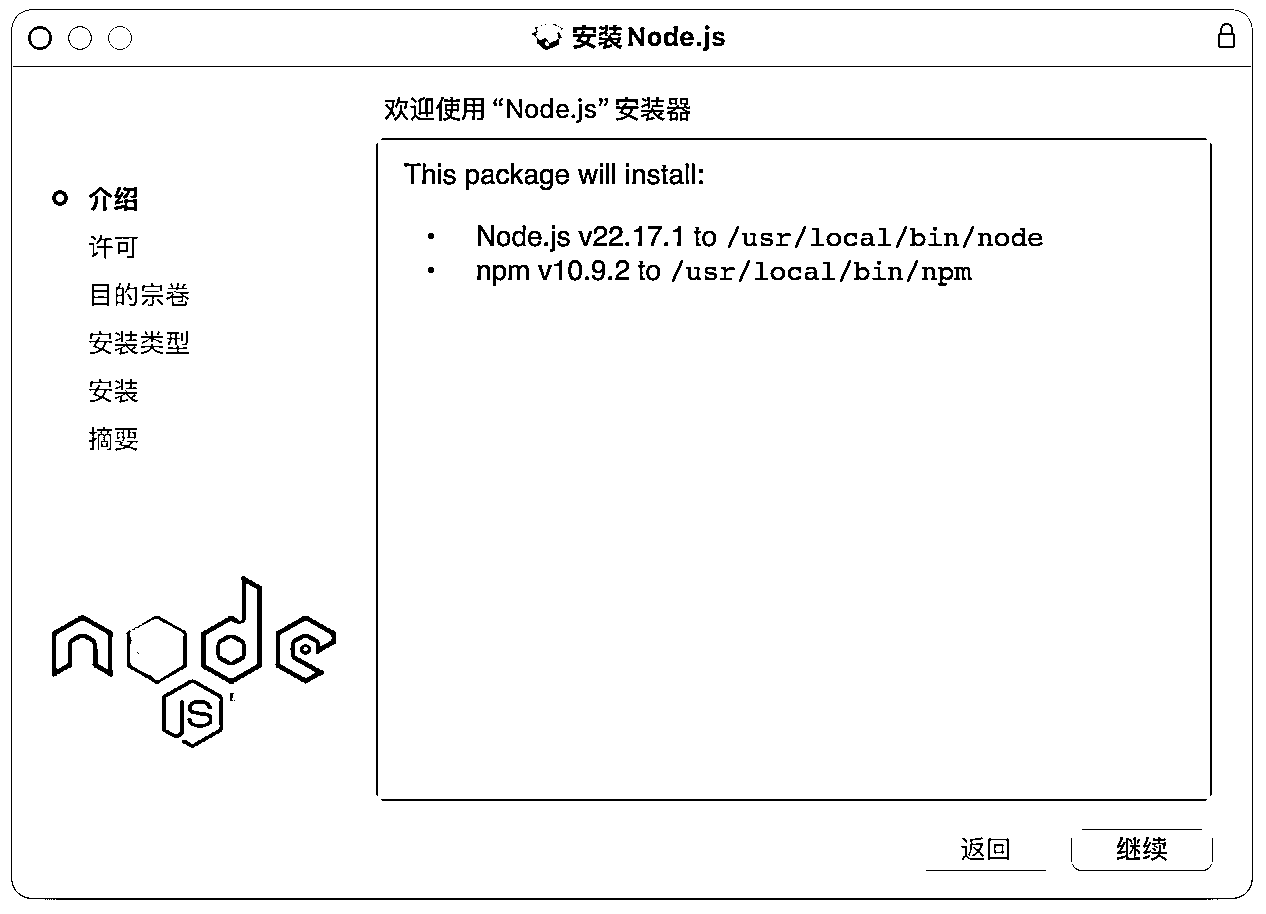 安装 Node.js
欢迎使用 “Node.js” 安装器
介绍
许可
目的宗卷
安装类型
安装
摘要
This package will install:
• Node.js v22.17.1 to /usr/local/bin/node
• npm v10.9.2 to /usr/local/bin/npm
node
JS
返回
继续